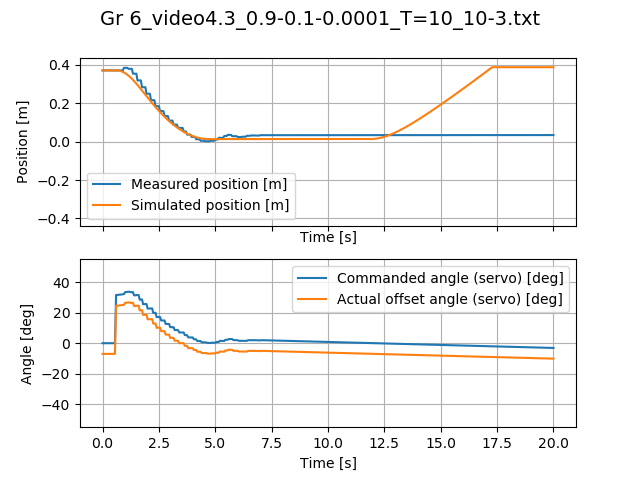 Gr 6_video4.3_0.9-0.1-0.0001_T=10_10-3.txt
0.4
0.2
0.0
−0.2
−0.4
Position [m]
Measured position [m]
Simulated position [m]
Time [s]
40
20
0
−20
−40
Angle [deg]
Commanded angle (servo) [deg]
Actual offset angle (servo) [deg]
0.0 2.5 5.0 7.5 10.0 12.5 15.0 17.5 20.0
Time [s]